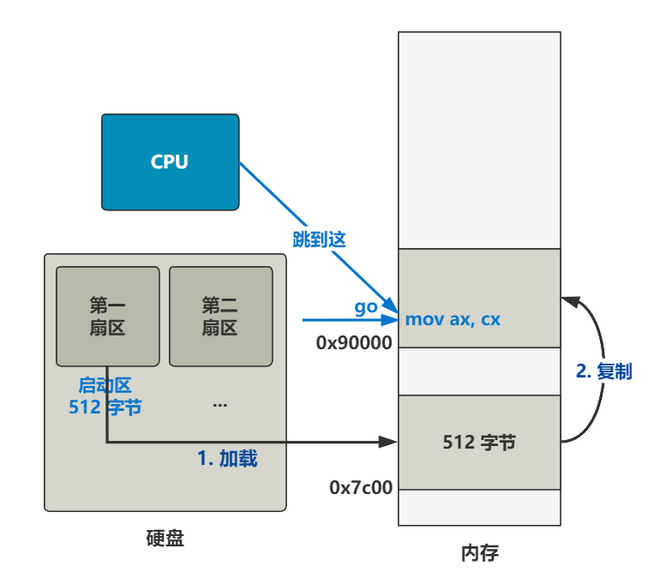 CPU
跳到这
第一
扇区
第二
扇区
go
mov ax, cx
0x90000
启动区
512 字节
...
2. 复制
1. 加载
512 字节
0x7c00
硬盘
内存